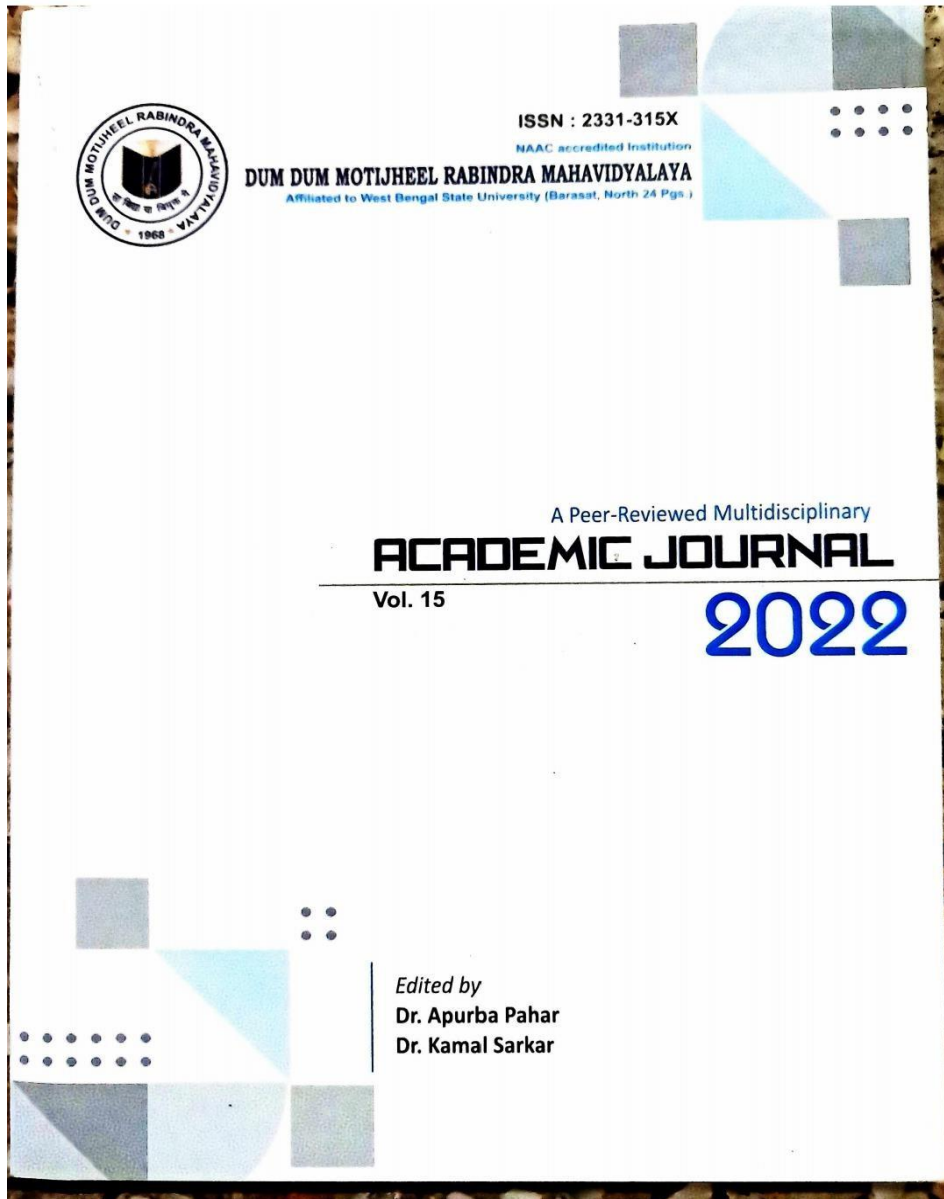 DUM DUM MOTIJHEEL RABINDRA MAHAVIDYALAYA
1968
ISSN : 2331-315X
NAAC accredited Institution
DUM DUM MOTIJHEEL RABINDRA MAHAVIDYALAYA
Affiliated to West Bengal State University (Barasat, North 24 Pgs.)
A Peer-Reviewed Multidisciplinary
ACADEMIC JOURNAL
Vol. 15
2022
Edited by
Dr. Apurba Pahar
Dr. Kamal Sarkar